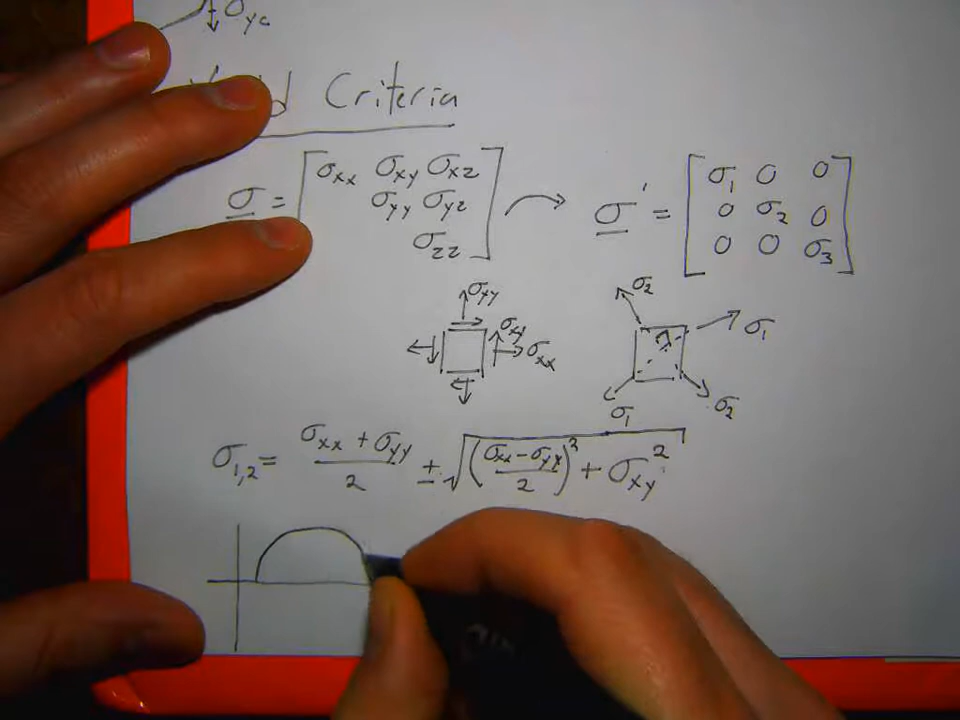 σyc
Criteria
σ = [ σxx σxy σxz
σyy σyz
σzz ]
σ' = [ σ1 0 0
0 σ2 0
0 0 σ3 ]
σyy
σxy
σxx
σ2
λ
σ1
σ1
σ2
σ1,2 = (σxx + σyy)/2 ± √(((σxx − σyy)/2)² + σxy²)